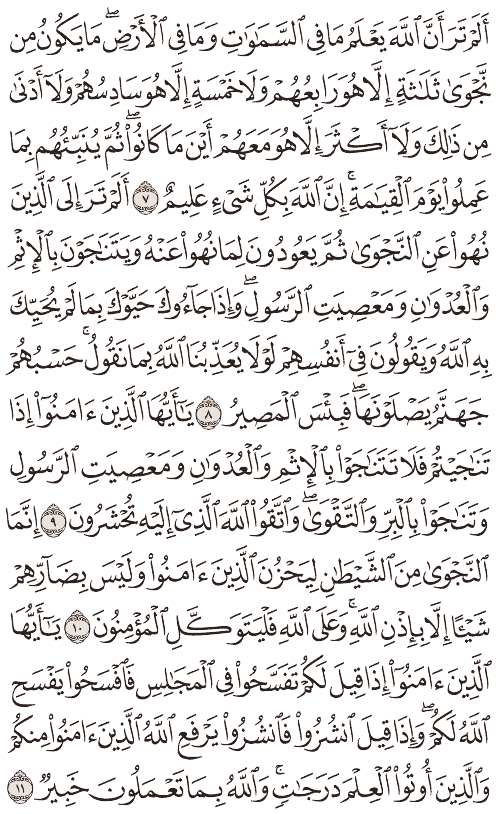 أَلَمْ تَرَ أَنَّ ٱللَّهَ يَعْلَمُ مَا فِي ٱلسَّمَٰوَٰتِ وَمَا فِي ٱلْأَرْضِۖ مَا يَكُونُ مِن
نَّجْوَىٰ ثَلَٰثَةٍ إِلَّا هُوَ رَابِعُهُمْ وَلَا خَمْسَةٍ إِلَّا هُوَ سَادِسُهُمْ وَلَآ أَدْنَىٰ
مِن ذَٰلِكَ وَلَآ أَكْثَرَ إِلَّا هُوَ مَعَهُمْ أَيْنَ مَا كَانُوا۟ۖ ثُمَّ يُنَبِّئُهُم بِمَا
عَمِلُوا۟ يَوْمَ ٱلْقِيَٰمَةِۚ إِنَّ ٱللَّهَ بِكُلِّ شَىْءٍ عَلِيمٌ ٧ أَلَمْ تَرَ إِلَى ٱلَّذِينَ
نُهُوا۟ عَنِ ٱلنَّجْوَىٰ ثُمَّ يَعُودُونَ لِمَا نُهُوا۟ عَنْهُ وَيَتَنَٰجَوْنَ بِٱلْإِثْمِ
وَٱلْعُدْوَٰنِ وَمَعْصِيَتِ ٱلرَّسُولِۖ وَإِذَا جَآءُوكَ حَيَّوْكَ بِمَا لَمْ يُحَيِّكَ
بِهِ ٱللَّهُ وَيَقُولُونَ فِىٓ أَنفُسِهِمْ لَوْلَا يُعَذِّبُنَا ٱللَّهُ بِمَا نَقُولُۚ حَسْبُهُمْ
جَهَنَّمُ يَصْلَوْنَهَاۖ فَبِئْسَ ٱلْمَصِيرُ ٨ يَٰٓأَيُّهَا ٱلَّذِينَ ءَامَنُوٓا۟ إِذَا
تَنَٰجَيْتُمْ فَلَا تَتَنَٰجَوْا۟ بِٱلْإِثْمِ وَٱلْعُدْوَٰنِ وَمَعْصِيَتِ ٱلرَّسُولِ
وَتَنَٰجَوْا۟ بِٱلْبِرِّ وَٱلتَّقْوَىٰۖ وَٱتَّقُوا۟ ٱللَّهَ ٱلَّذِىٓ إِلَيْهِ تُحْشَرُونَ ٩ إِنَّمَا
ٱلنَّجْوَىٰ مِنَ ٱلشَّيْطَٰنِ لِيَحْزُنَ ٱلَّذِينَ ءَامَنُوا۟ وَلَيْسَ بِضَآرِّهِمْ
شَيْـًٔا إِلَّا بِإِذْنِ ٱللَّهِۚ وَعَلَى ٱللَّهِ فَلْيَتَوَكَّلِ ٱلْمُؤْمِنُونَ ١٠ يَٰٓأَيُّهَا
ٱلَّذِينَ ءَامَنُوٓا۟ إِذَا قِيلَ لَكُمْ تَفَسَّحُوا۟ فِى ٱلْمَجَٰلِسِ فَٱفْسَحُوا۟ يَفْسَحِ
ٱللَّهُ لَكُمْۖ وَإِذَا قِيلَ ٱنشُزُوا۟ فَٱنشُزُوا۟ يَرْفَعِ ٱللَّهُ ٱلَّذِينَ ءَامَنُوا۟ مِنكُمْ
وَٱلَّذِينَ أُوتُوا۟ ٱلْعِلْمَ دَرَجَٰتٍۚ وَٱللَّهُ بِمَا تَعْمَلُونَ خَبِيرٌ ١١